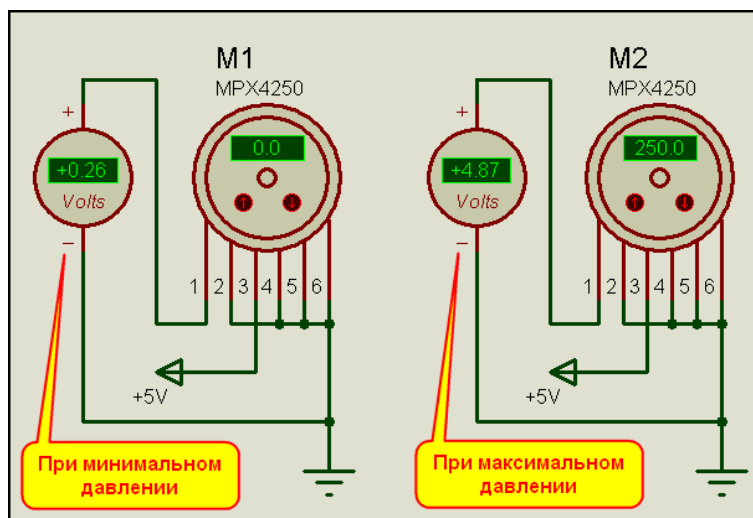 M1
MPX4250
0.0
+
+0.26
Volts
−
1 2 3 4 5 6
+5V
При минимальном
давлении
M2
MPX4250
250.0
+
+4.87
Volts
−
1 2 3 4 5 6
+5V
При максимальном
давлении